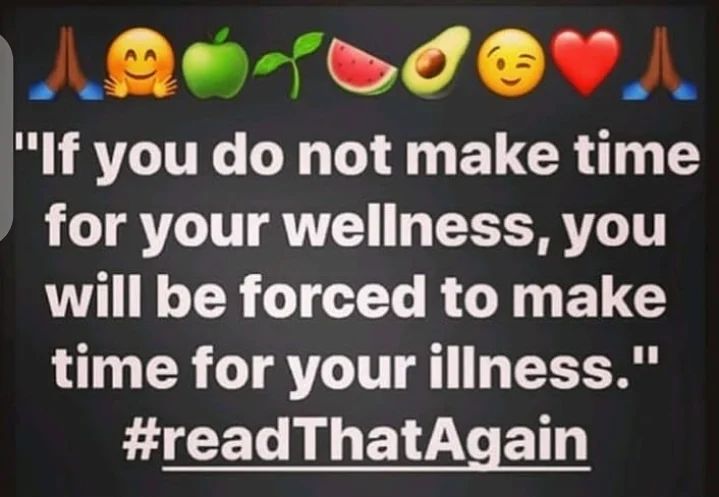 "If you do not make time
for your wellness, you
will be forced to make
time for your illness."
#readThatAgain